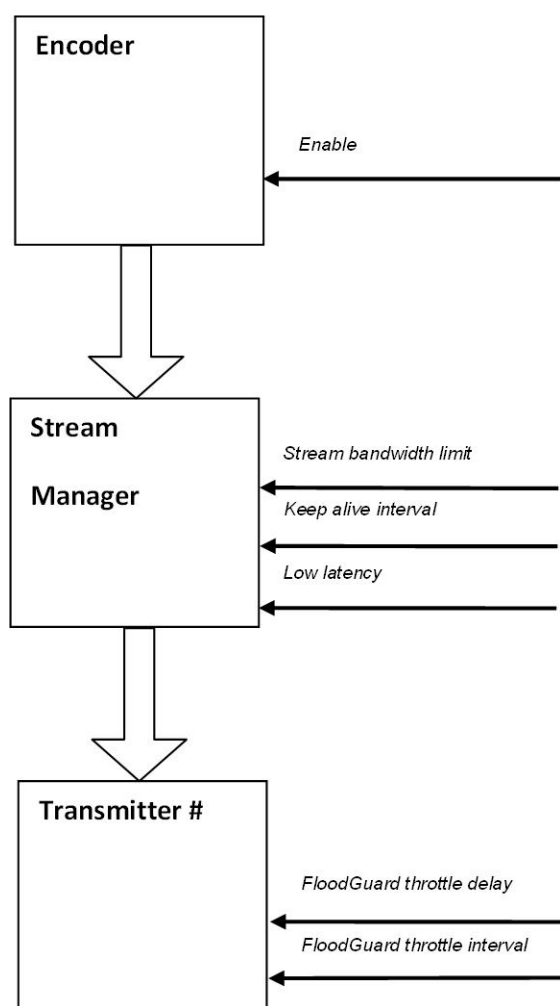 Encoder
Enable
Stream
Manager
Stream bandwidth limit
Keep alive interval
Low latency
Transmitter #
FloodGuard throttle delay
FloodGuard throttle interval